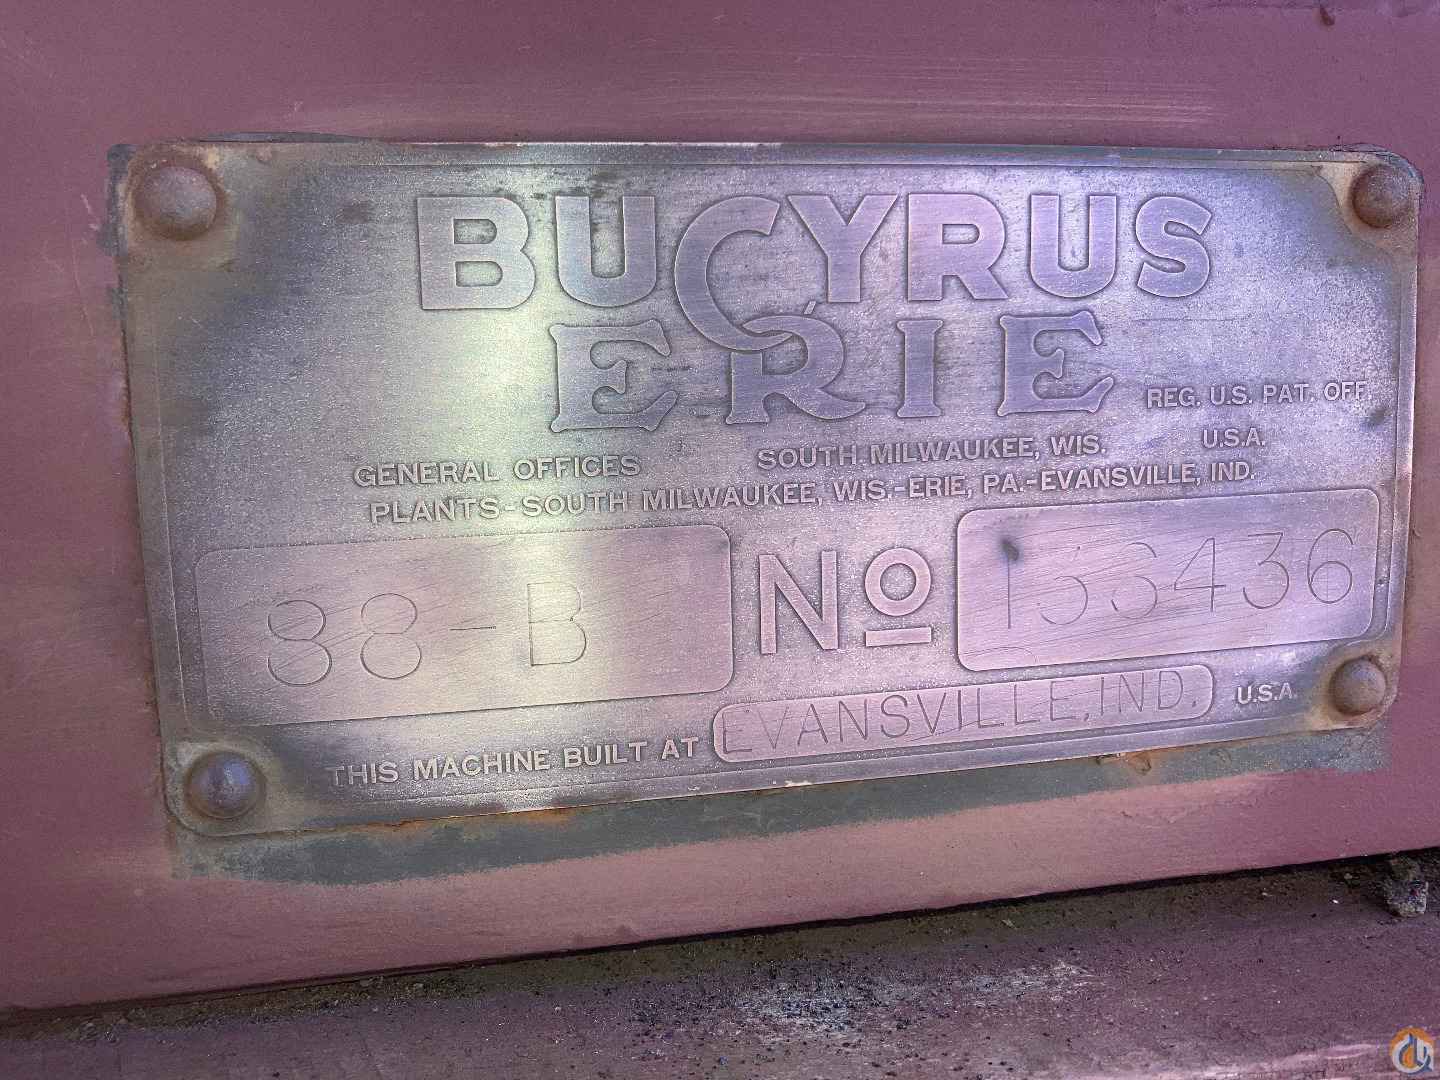 BUCYRUS
ERIE
REG. U.S. PAT. OFF.
GENERAL OFFICES SOUTH MILWAUKEE, WIS. U.S.A.
PLANTS-SOUTH MILWAUKEE, WIS.-ERIE, PA.-EVANSVILLE, IND.
88-B No 133436
THIS MACHINE BUILT AT EVANSVILLE, IND. U.S.A.